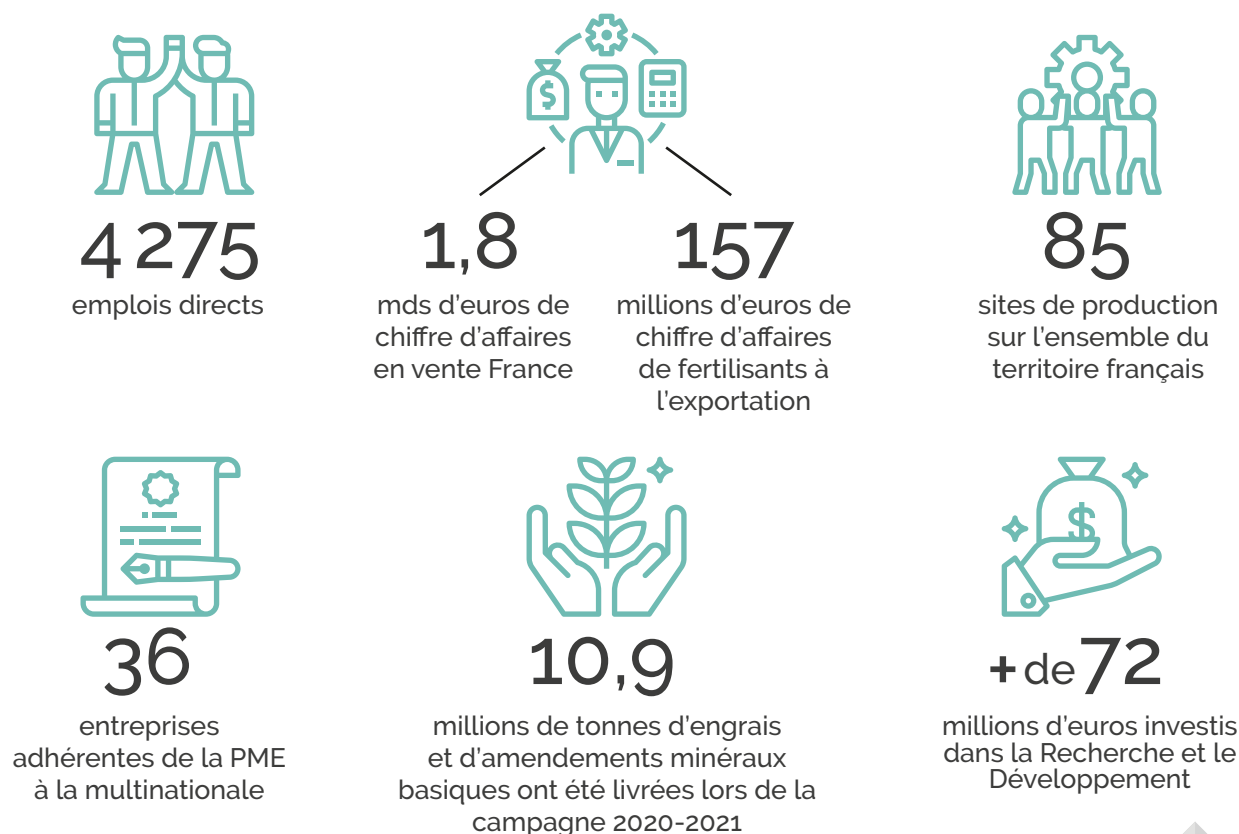 4 275
emplois directs
1,8
mds d'euros de
chiffre d'affaires
en vente France
157
millions d'euros de
chiffre d'affaires
de fertilisants à
l'exportation
85
sites de production
sur l'ensemble du
territoire français
36
entreprises
adhérentes de la PME
à la multinationale
10,9
millions de tonnes d'engrais
et d'amendements minéraux
basiques ont été livrées lors de la
campagne 2020-2021
+ de 72
millions d'euros investis
dans la Recherche et le
Développement